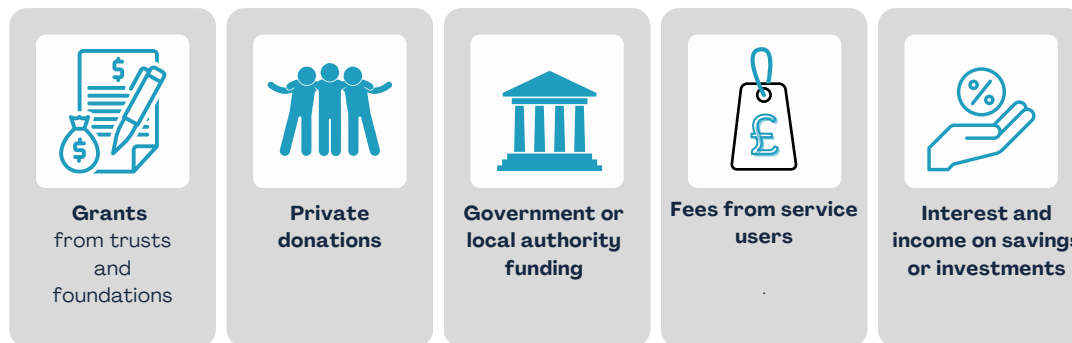 $
$
£
%
Grants
from trusts
and
foundations
Private
donations
Government or
local authority
funding
Fees from service
users
.
Interest and
income on savings
or investments